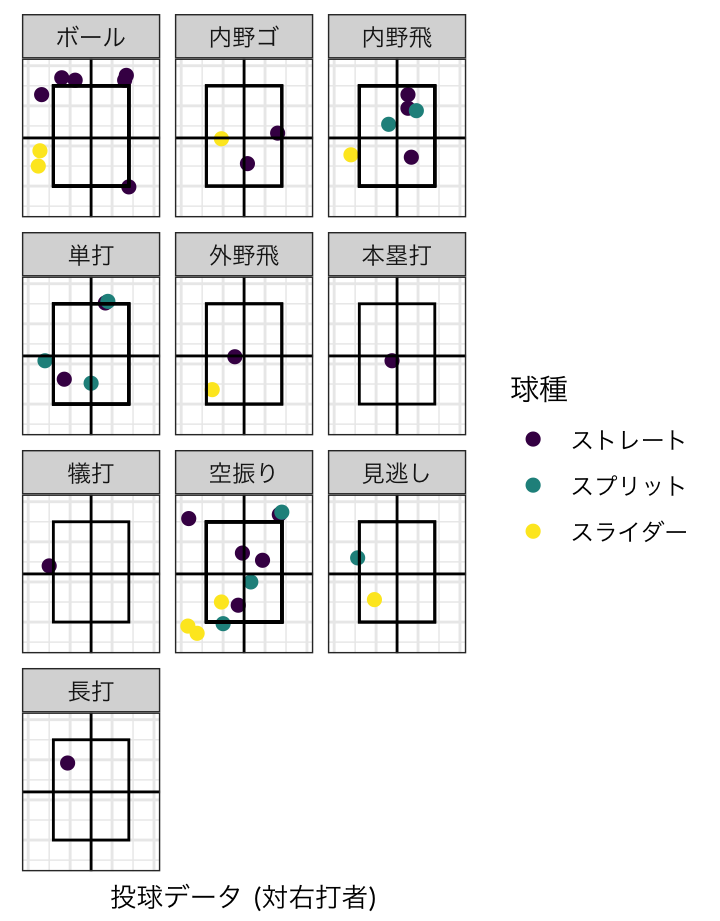 ボール
内野ゴ
内野飛
単打
外野飛
本塁打
犠打
空振り
見逃し
長打
球種
ストレート
スプリット
スライダー
投球データ (対右打者)